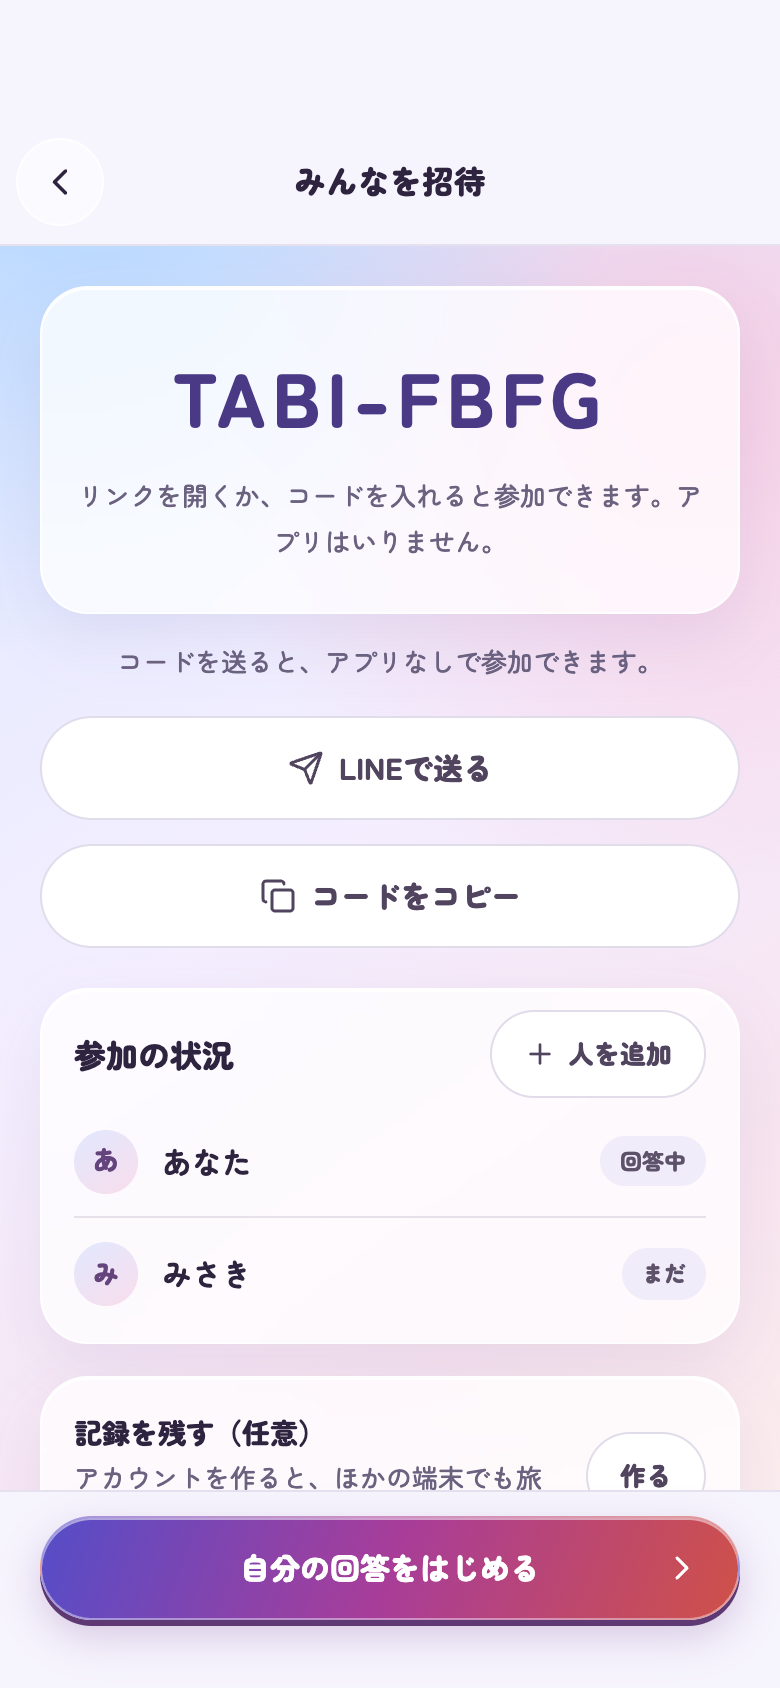 みんなを招待
TABI-FBFG
リンクを開くか、コードを入れると参加できます。ア
プリはいりません。
コードを送ると、アプリなしで参加できます。
LINEで送る
コードをコピー
参加の状況
人を追加
あ
あなた
回答中
み
みさき
まだ
記録を残す（任意）
アカウントを作ると、ほかの端末でも旅
作る
自分の回答をはじめる